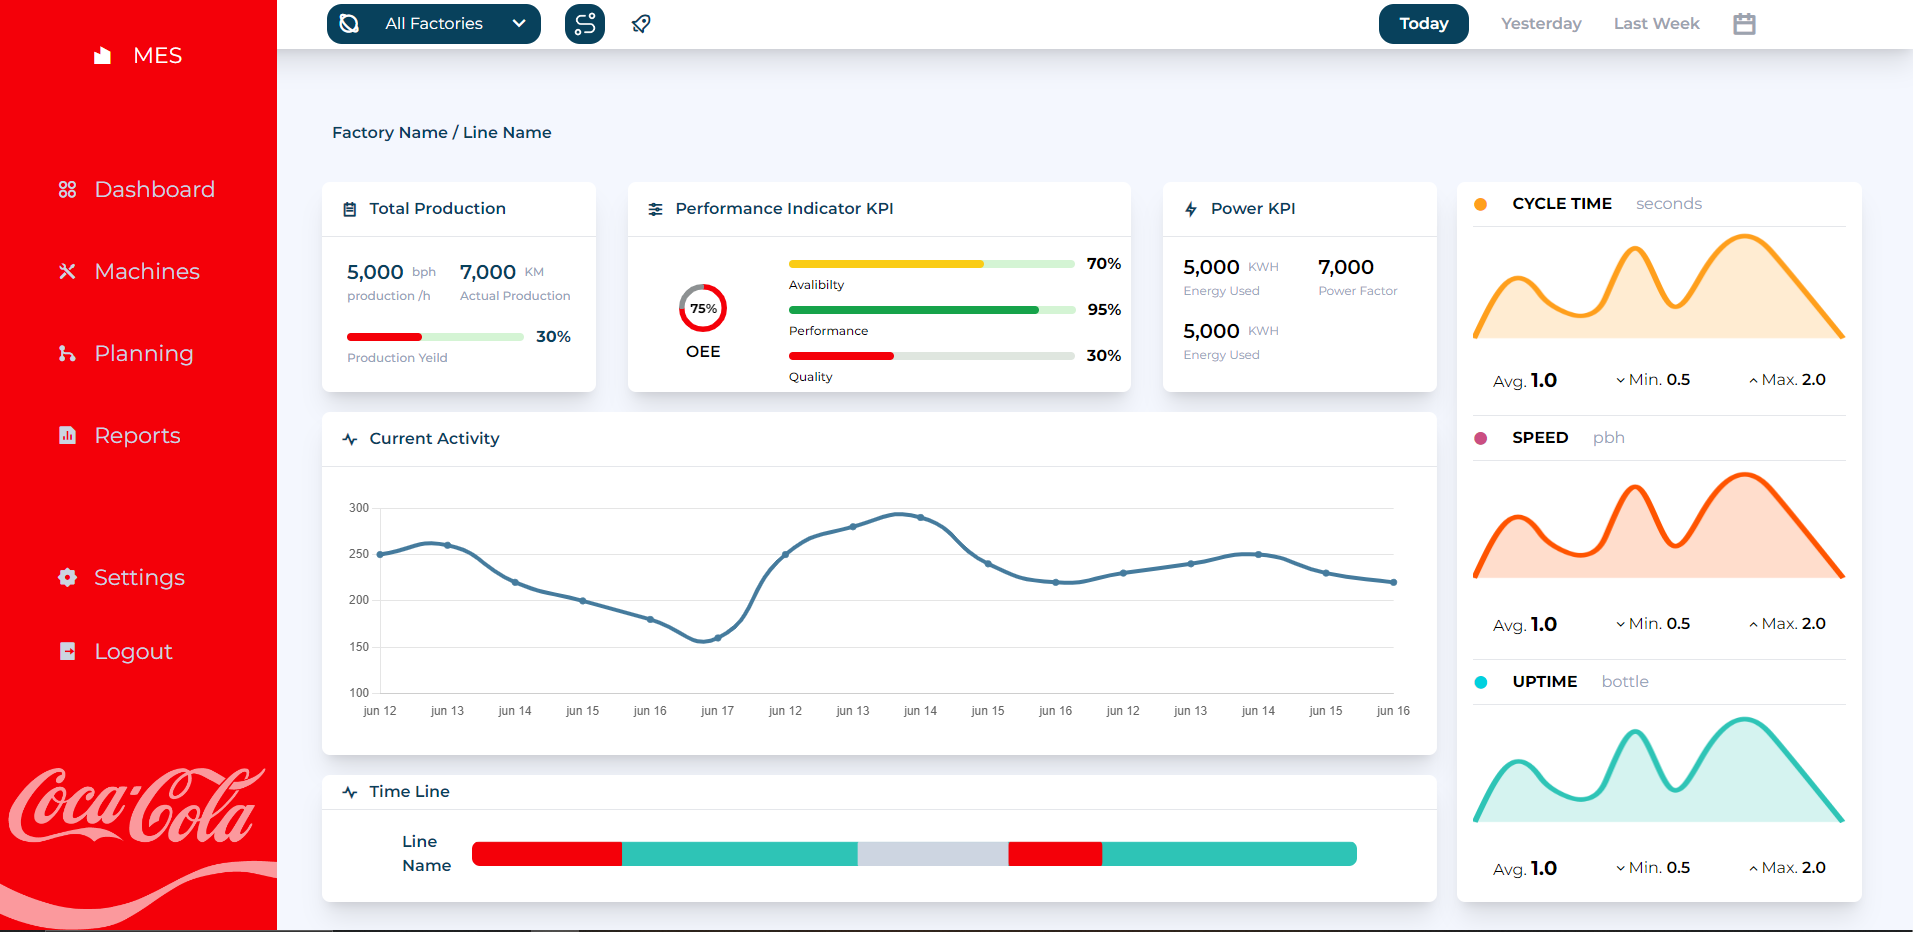 MES
Dashboard
Machines
Planning
Reports
Settings
Logout
Coca-Cola
All Factories
Today Yesterday Last Week
Factory Name / Line Name
Total Production
5,000 bph 7,000 KM
production /h Actual Production
30%
Production Yeild
Performance Indicator KPI
75%
OEE
70%
Avalibilty
95%
Performance
30%
Quality
Power KPI
5,000 KWH 7,000
Energy Used Power Factor
5,000 KWH
Energy Used
Current Activity
300
250
200
150
100
jun 12 jun 13 jun 14 jun 15 jun 16 jun 17 jun 12 jun 13 jun 14 jun 15 jun 16 jun 12 jun 13 jun 14 jun 15 jun 16
Time Line
Line
Name
CYCLE TIME seconds
Avg. 1.0 Min. 0.5 Max. 2.0
SPEED pbh
Avg. 1.0 Min. 0.5 Max. 2.0
UPTIME bottle
Avg. 1.0 Min. 0.5 Max. 2.0